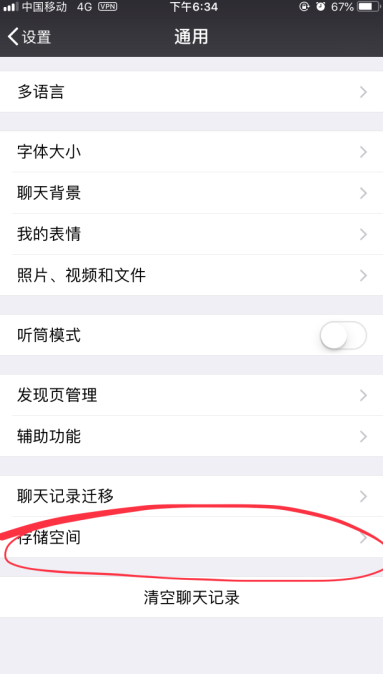 中国移动 4G VPN 下午6:34 67%
设置 通用
多语言
字体大小
聊天背景
我的表情
照片、视频和文件
听筒模式
发现页管理
辅助功能
聊天记录迁移
存储空间
清空聊天记录